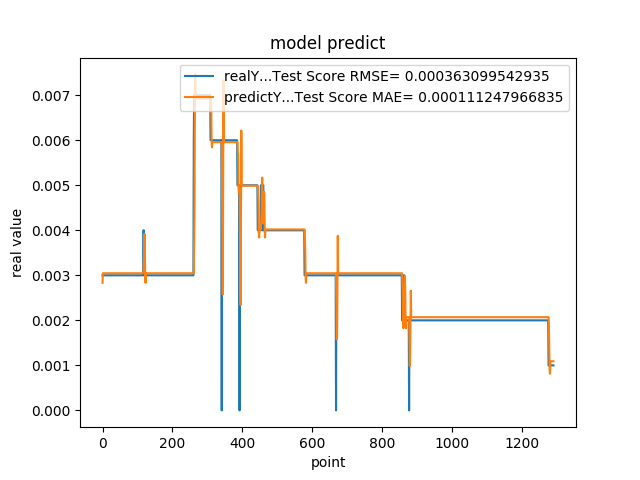 model predict
realY...Test Score RMSE= 0.000363099542935
predictY...Test Score MAE= 0.000111247966835
0.007
0.006
0.005
0.004
0.003
0.002
0.001
0.000
real value
0 200 400 600 800 1000 1200
point